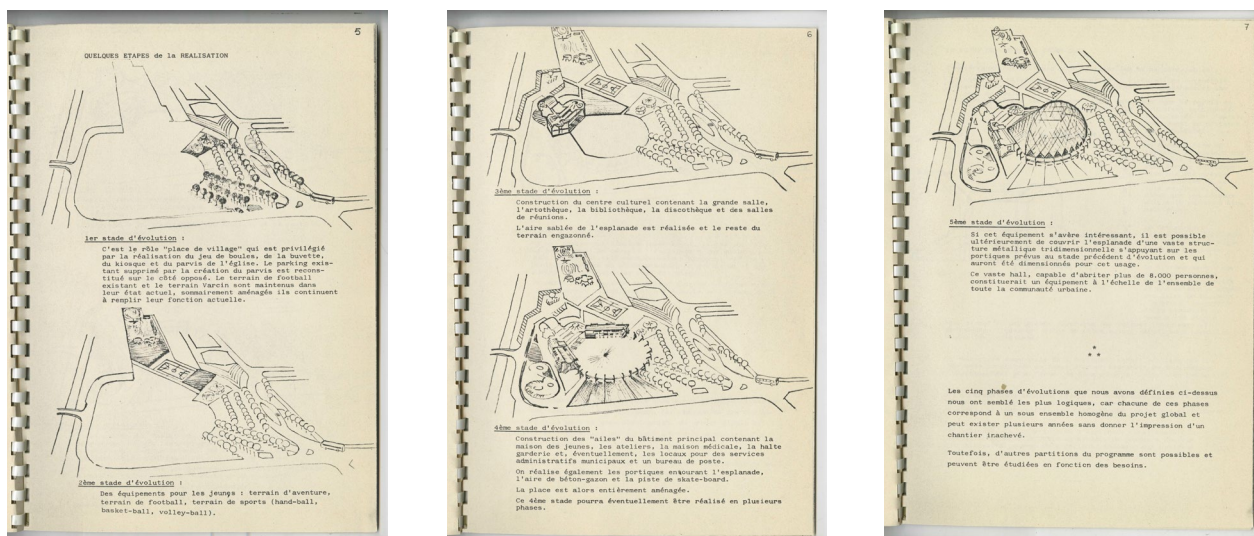 5
QUELQUES ETAPES de la REALISATION
1er stade d'évolution :
C'est le rôle "place de village" qui est privilégié
par la réalisation du jeu de boules, de la buvette,
du kiosque et du parvis de l'église. Le parking exis-
tant supprimé par la création du parvis est recons-
titué sur le côté opposé. Le terrain de football
existant et le terrain Varcin sont maintenus dans
leur état actuel, sommairement aménagés ils continuent
à remplir leur fonction actuelle.
2ème stade d'évolution :
Des équipements pour les jeunes : terrain d'aventure,
terrain de football, terrain de sports (hand-ball,
basket-ball, volley-ball).
6
3ème stade d'évolution :
Construction du centre culturel contenant la grande salle,
l'artothèque, la bibliothèque, la discothèque et des salles
de réunions.
L'aire sablée de l'esplanade est réalisée et le reste du
terrain engazonné.
4ème stade d'évolution :
Construction des "ailes" du bâtiment principal contenant la
maison des jeunes, les ateliers, la maison médicale, la halte
garderie et, éventuellement, les locaux pour des services
administratifs municipaux et un bureau de poste.
On réalise également les portiques entourant l'esplanade,
l'aire de béton-gazon et la piste de skate-board.
La place est alors entièrement aménagée.
Ce 4ème stade pourra éventuellement être réalisé en plusieurs
phases.
7
5ème stade d'évolution :
Si cet équipement s'avère intéressant, il est possible
ultérieurement de couvrir l'esplanade d'une vaste struc-
ture métallique tridimensionnelle s'appuyant sur les
portiques prévus au stade précédent d'évolution et qui
auront été dimensionnés pour cet usage.
Ce vaste hall, capable d'abriter plus de 8.000 personnes,
constituerait un équipement à l'échelle de l'ensemble de
toute la communauté urbaine.
*
* *
Les cinq phases d'évolutions que nous avons définies ci-dessus
nous ont semblé les plus logiques, car chacune de ces phases
correspond à un sous ensemble homogène du projet global et
peut exister plusieurs années sans donner l'impression d'un
chantier inachevé.
Toutefois, d'autres partitions du programme sont possibles et
peuvent être étudiées en fonction des besoins.